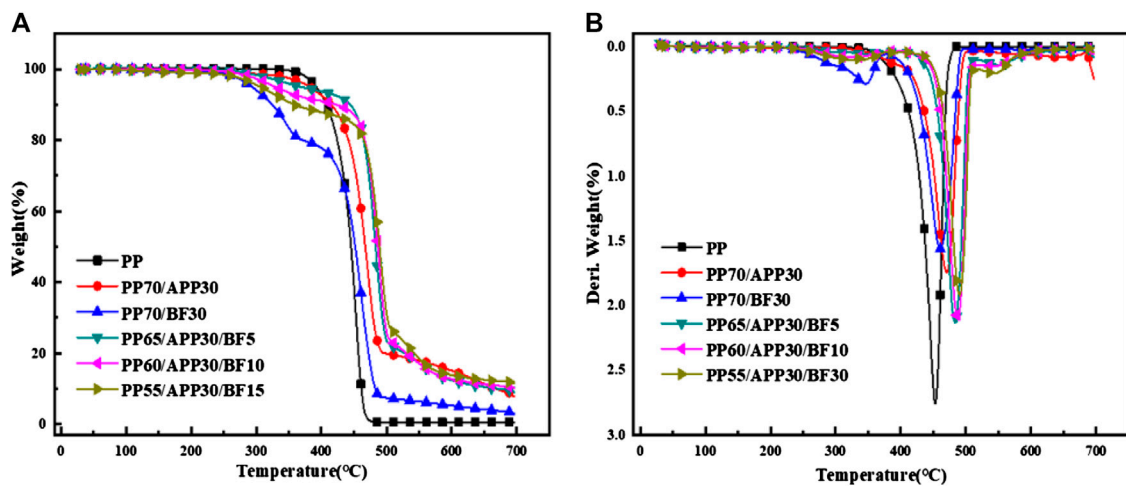 A
100
80
60
40
20
0
Weight(%)
PP
PP70/APP30
PP70/BF30
PP65/APP30/BF5
PP60/APP30/BF10
PP55/APP30/BF15
0 100 200 300 400 500 600 700
Temperature(°C)
B
0.0
0.5
1.0
1.5
2.0
2.5
3.0
Deri. Weight(%)
PP
PP70/APP30
PP70/BF30
PP65/APP30/BF5
PP60/APP30/BF10
PP55/APP30/BF30
0 100 200 300 400 500 600 700
Temperature(°C)